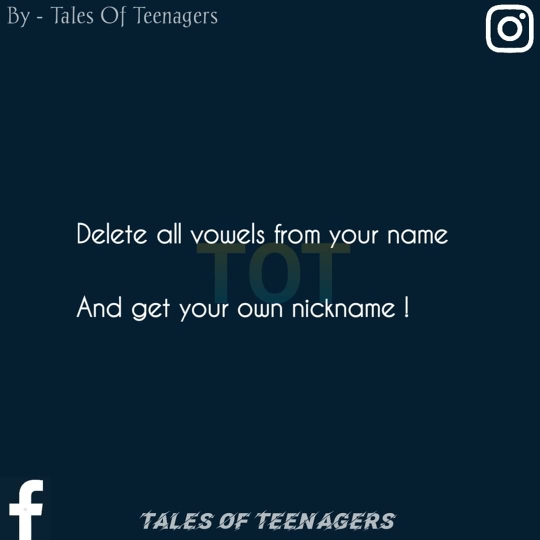 By - Tales Of Teenagers
Delete all vowels from your name
TOT
And get your own nickname !
TALES OF TEENAGERS